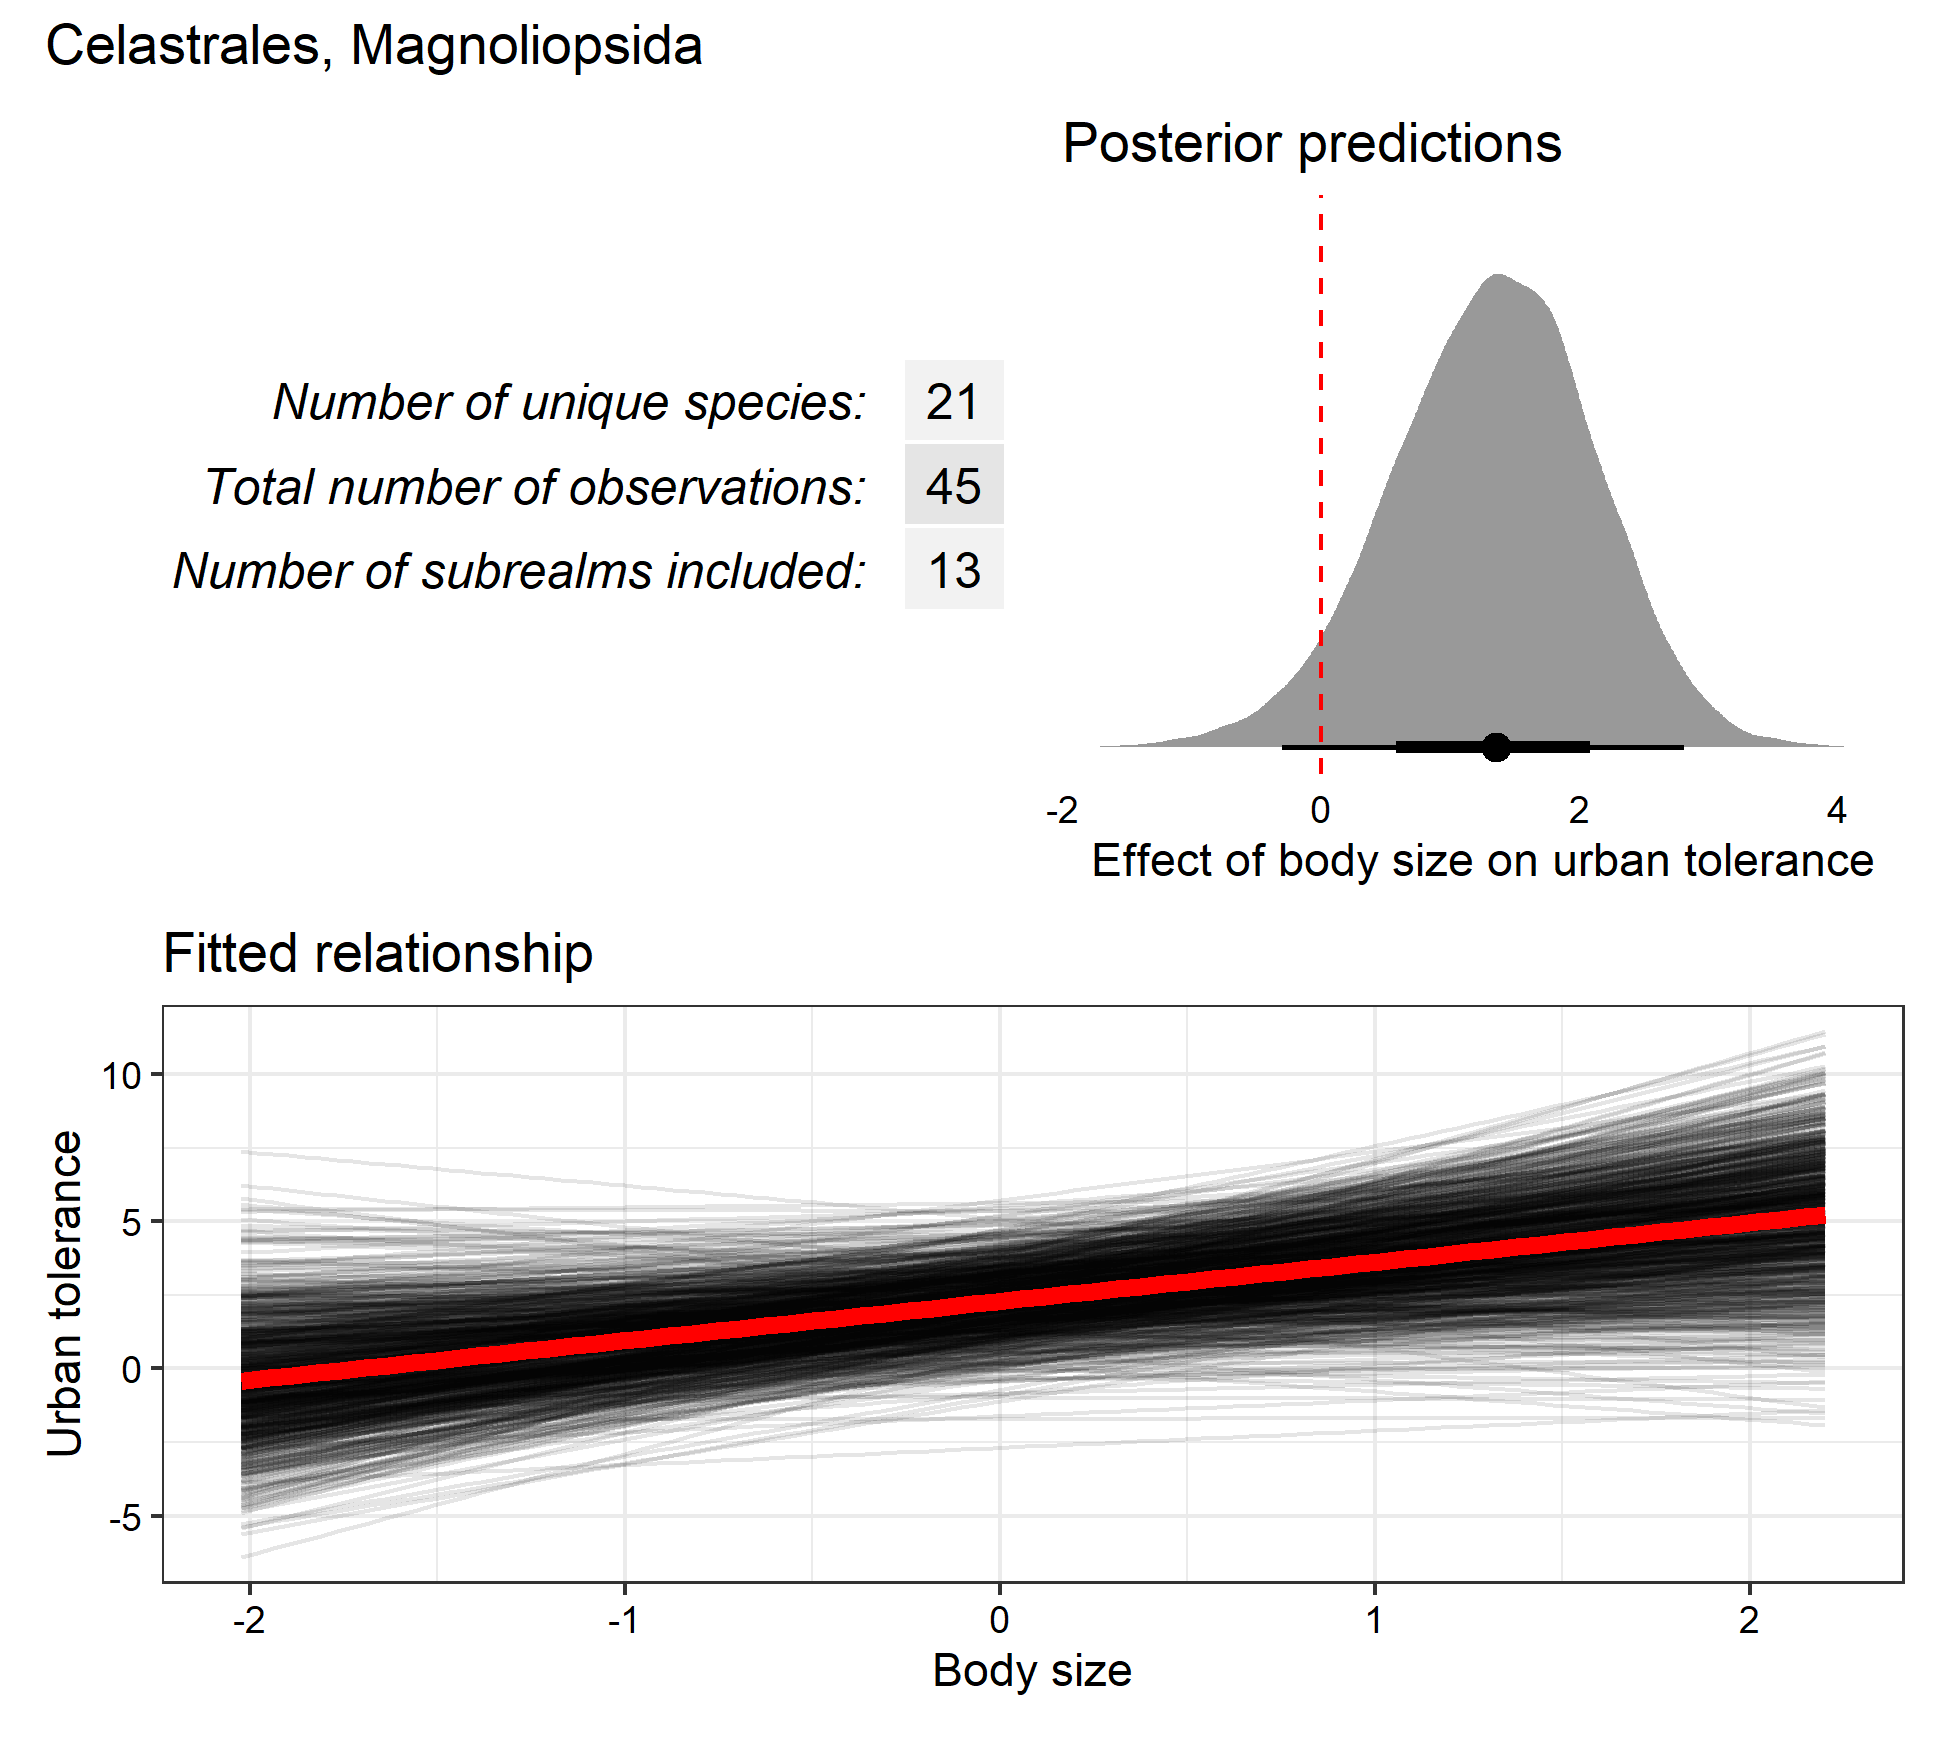 Celastrales, Magnoliopsida
Posterior predictions
Number of unique species: 21
Total number of observations: 45
Number of subrealms included: 13
-2 0 2 4
Effect of body size on urban tolerance
Fitted relationship
10
5
0
-5
Urban tolerance
-2 -1 0 1 2
Body size